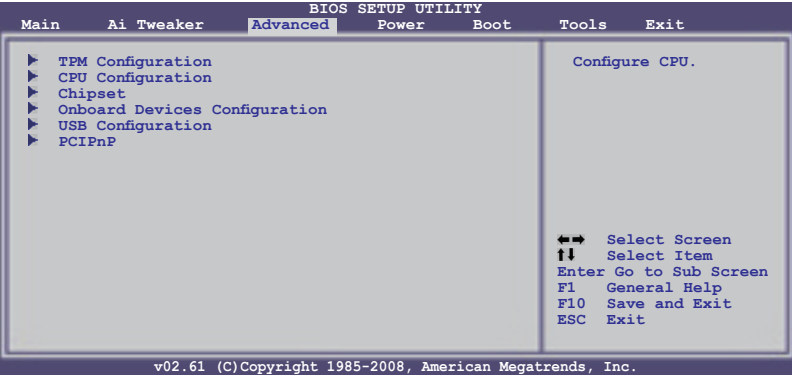 BIOS SETUP UTILITY
Main Ai Tweaker Advanced Power Boot Tools Exit
TPM Configuration
CPU Configuration
Chipset
Onboard Devices Configuration
USB Configuration
PCIPnP
Configure CPU.
←→ Select Screen
↑↓ Select Item
Enter Go to Sub Screen
F1 General Help
F10 Save and Exit
ESC Exit
v02.61 (C)Copyright 1985-2008, American Megatrends, Inc.